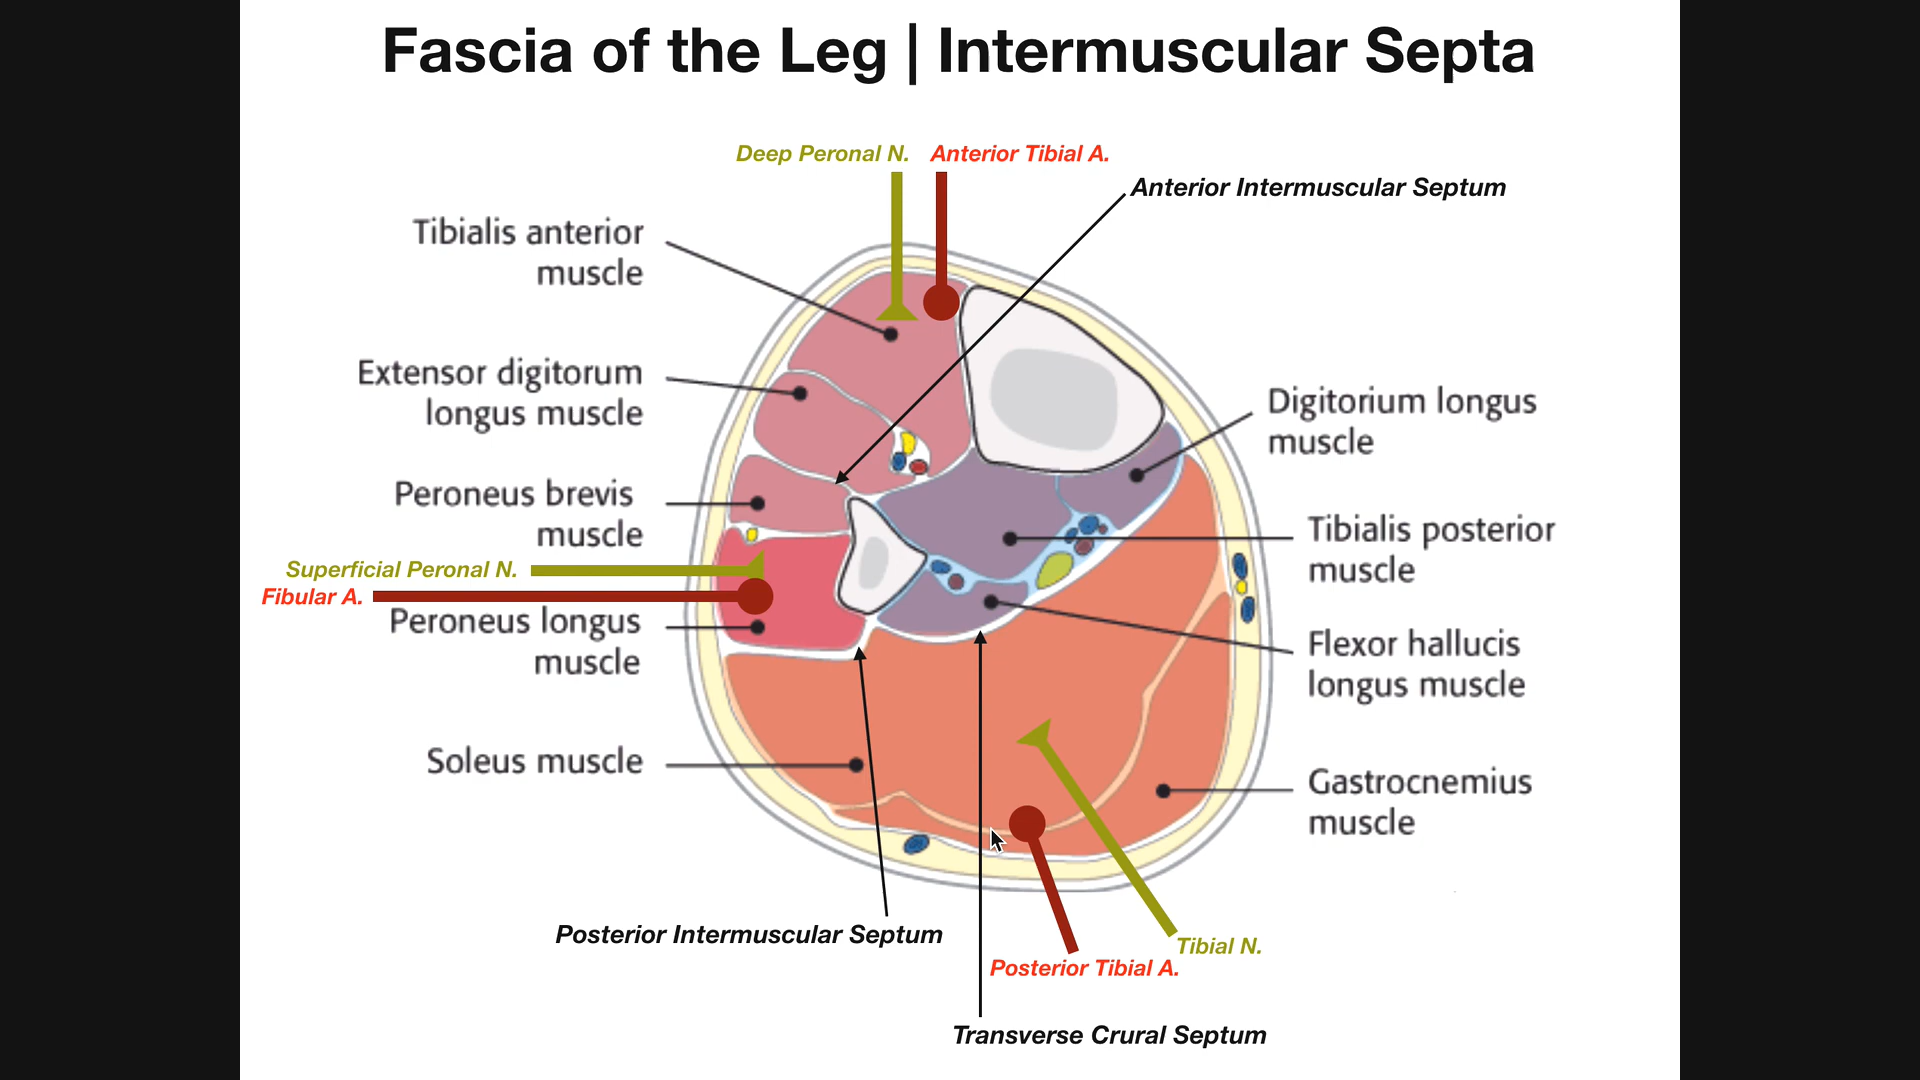 Fascia of the Leg | Intermuscular Septa
Deep Peronal N.
Anterior Tibial A.
Anterior Intermuscular Septum
Tibialis anterior
muscle
Extensor digitorum
longus muscle
Digitorium longus
muscle
Peroneus brevis
muscle
Tibialis posterior
muscle
Superficial Peronal N.
Fibular A.
Peroneus longus
muscle
Flexor hallucis
longus muscle
Soleus muscle
Gastrocnemius
muscle
Posterior Intermuscular Septum
Tibial N.
Posterior Tibial A.
Transverse Crural Septum